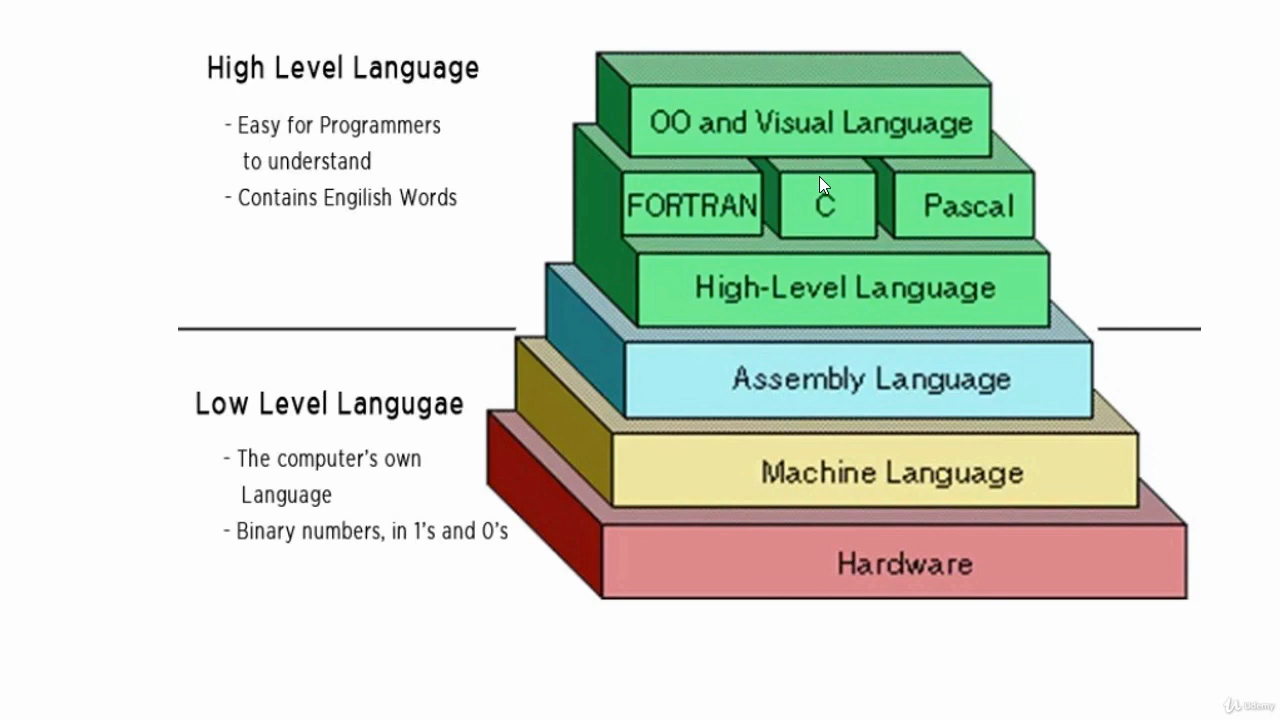 High Level Language
- Easy for Programmers
to understand
- Contains Engilish Words
OO and Visual Language
FORTRAN
C
Pascal
High-Level Language
Assembly Language
Low Level Langugae
- The computer's own
Language
- Binary numbers, in 1's and 0's
Machine Language
Hardware
Udemy